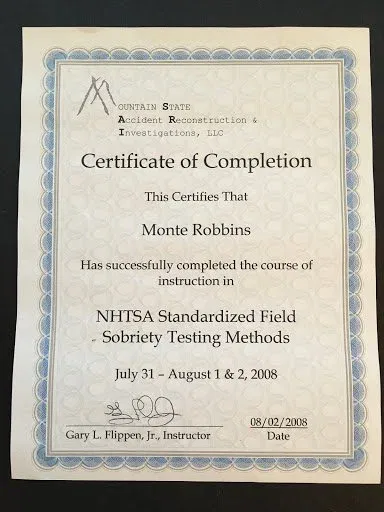 MOUNTAIN STATE
Accident Reconstruction &
Investigations, LLC
Certificate of Completion
This Certifies That
Monte Robbins
Has successfully completed the course of
instruction in
NHTSA Standardized Field
Sobriety Testing Methods
July 31 – August 1 & 2, 2008
08/02/2008
Gary L. Flippen, Jr., Instructor Date